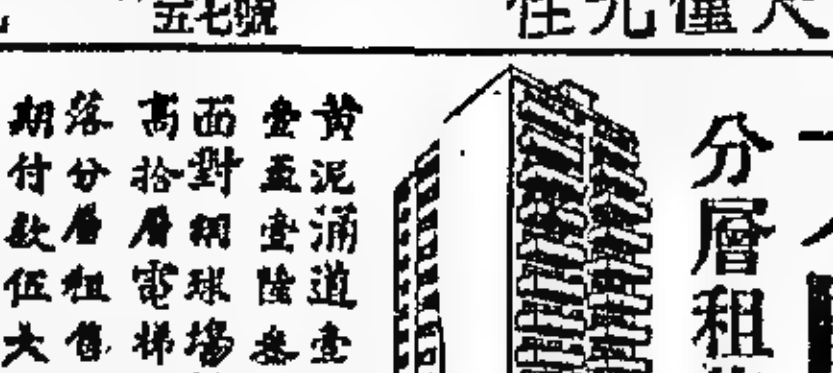 五七號
分層租
黃泥涌道壹
壹壹陸叁
面對網球場
高拾層電梯
落分層租售
期付款伍大